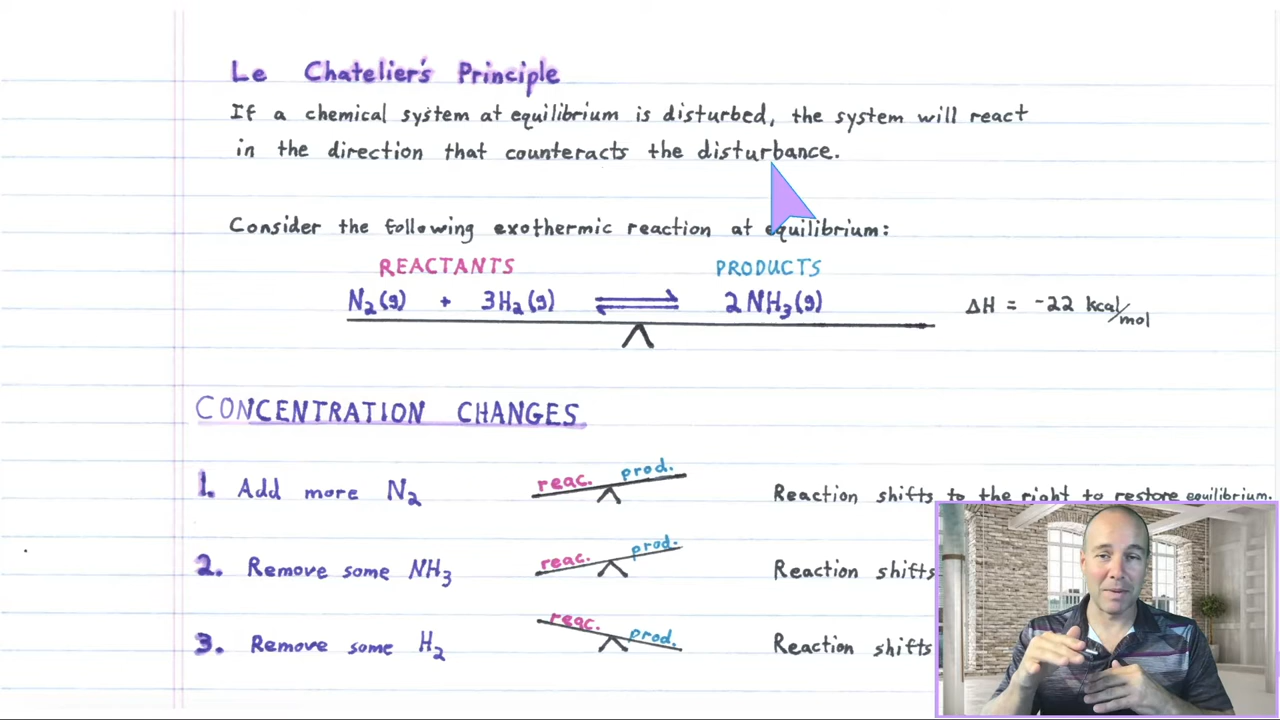 Le Chatelier's Principle
If a chemical system at equilibrium is disturbed, the system will react
in the direction that counteracts the disturbance.
Consider the following exothermic reaction at equilibrium:
REACTANTS PRODUCTS
N₂(g) + 3H₂(g) ⇌ 2NH₃(g) ΔH = -22 kcal/mol
CONCENTRATION CHANGES
1. Add more N₂ reac. prod. Reaction shifts to the right to restore equilibrium.
2. Remove some NH₃ reac. prod. Reaction shifts
3. Remove some H₂ reac. prod. Reaction shifts